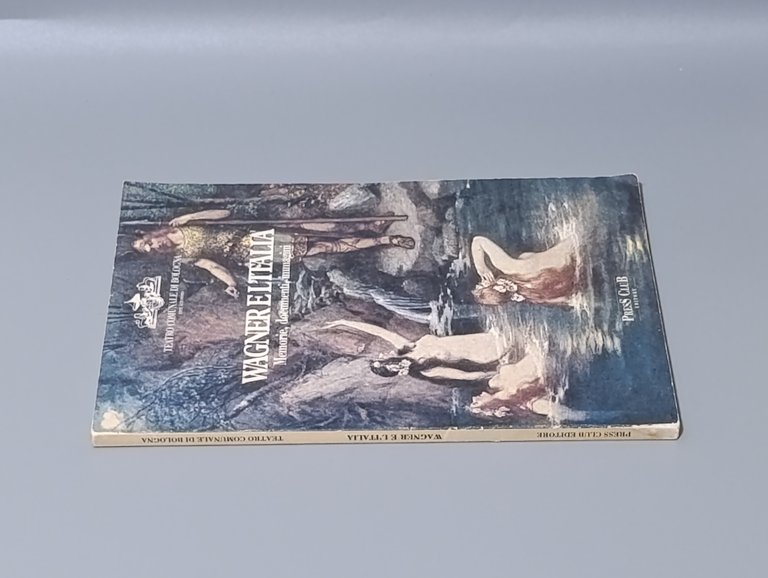 TEATRO COMUNALE DI BOLOGNA
WAGNER E L'ITALIA
Memorie, documenti, immagini
PRESS CLUB
EDITORE
TEATRO COMUNALE DI BOLOGNA
WAGNER E L'ITALIA
PRESS CLUB EDITORE